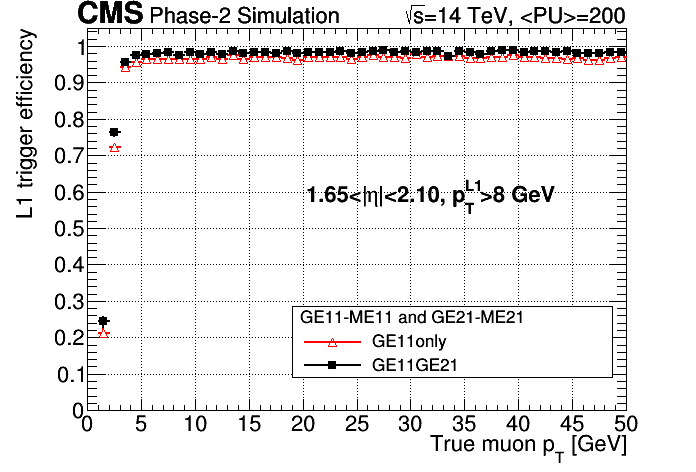 CMS Phase-2 Simulation √s=14 TeV, <PU>=200
L1 trigger efficiency
1
0.9
0.8
0.7
0.6
0.5
0.4
0.3
0.2
0.1
0
1.65<|η|<2.10, p_T^L1>8 GeV
GE11-ME11 and GE21-ME21
GE11only
GE11GE21
0 5 10 15 20 25 30 35 40 45 50
True muon p_T [GeV]